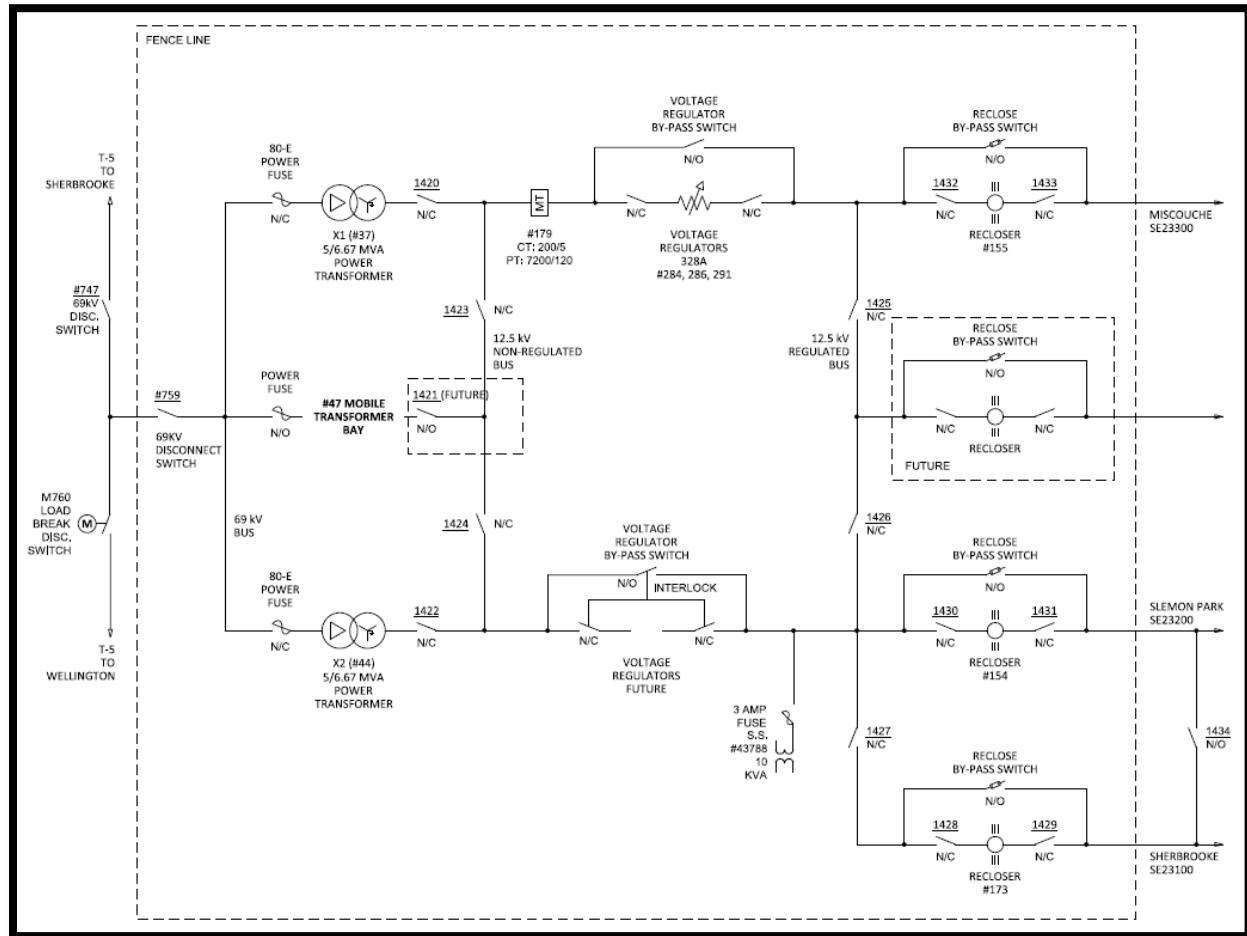 FENCE LINE
T-5
TO
SHERBROOKE
#747
69kV
DISC.
SWITCH
#759
69KV
DISCONNECT
SWITCH
M760
LOAD
BREAK
DISC.
SWITCH
M
T-5
TO
WELLINGTON
80-E
POWER
FUSE
N/C
X1 (#37)
5/6.67 MVA
POWER
TRANSFORMER
1420
N/C
MT
#179
CT: 200/5
PT: 7200/120
VOLTAGE
REGULATOR
BY-PASS SWITCH
N/O
N/C
N/C
VOLTAGE
REGULATORS
328A
#284, 286, 291
RECLOSE
BY-PASS SWITCH
N/O
1432
N/C
1433
N/C
RECLOSER
#155
MISCOUCHE
SE23300
1423
N/C
12.5 kV
NON-REGULATED
BUS
1425
N/C
12.5 kV
REGULATED
BUS
POWER
FUSE
N/O
#47 MOBILE
TRANSFORMER
BAY
1421 (FUTURE)
N/O
RECLOSE
BY-PASS SWITCH
N/O
N/C
N/C
RECLOSER
FUTURE
69 kV
BUS
1424
N/C
1426
N/C
80-E
POWER
FUSE
N/C
X2 (#44)
5/6.67 MVA
POWER
TRANSFORMER
1422
N/C
VOLTAGE
REGULATOR
BY-PASS SWITCH
N/O
INTERLOCK
N/C
N/C
VOLTAGE
REGULATORS
FUTURE
3 AMP
FUSE
S.S.
#43788
10
KVA
RECLOSE
BY-PASS SWITCH
N/O
1430
N/C
1431
N/C
RECLOSER
#154
SLEMON PARK
SE23200
1427
N/C
1434
N/O
RECLOSE
BY-PASS SWITCH
N/O
1428
N/C
1429
N/C
RECLOSER
#173
SHERBROOKE
SE23100